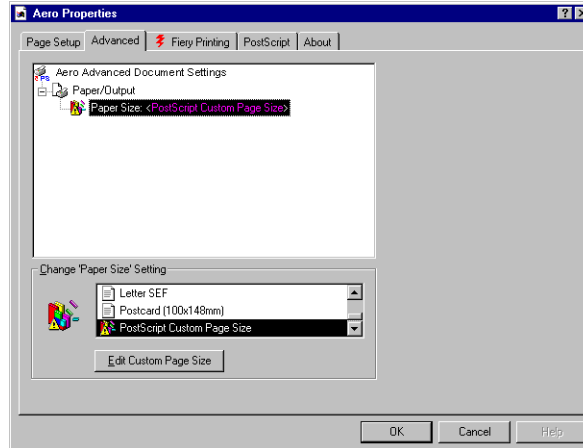 Aero Properties
Page Setup Advanced Fiery Printing PostScript About
PS
Aero Advanced Document Settings
Paper/Output
Paper Size: <PostScript Custom Page Size>
Change 'Paper Size' Setting
Letter SEF
Postcard (100x148mm)
PostScript Custom Page Size
Edit Custom Page Size
OK Cancel Help